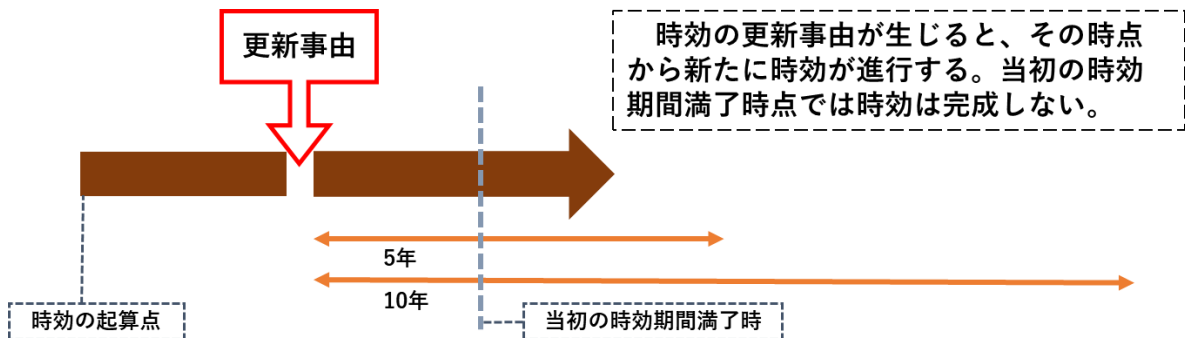 更新事由
時効の更新事由が生じると、その時点
から新たに時効が進行する。当初の時効
期間満了時点では時効は完成しない。
5年
10年
時効の起算点
当初の時効期間満了時